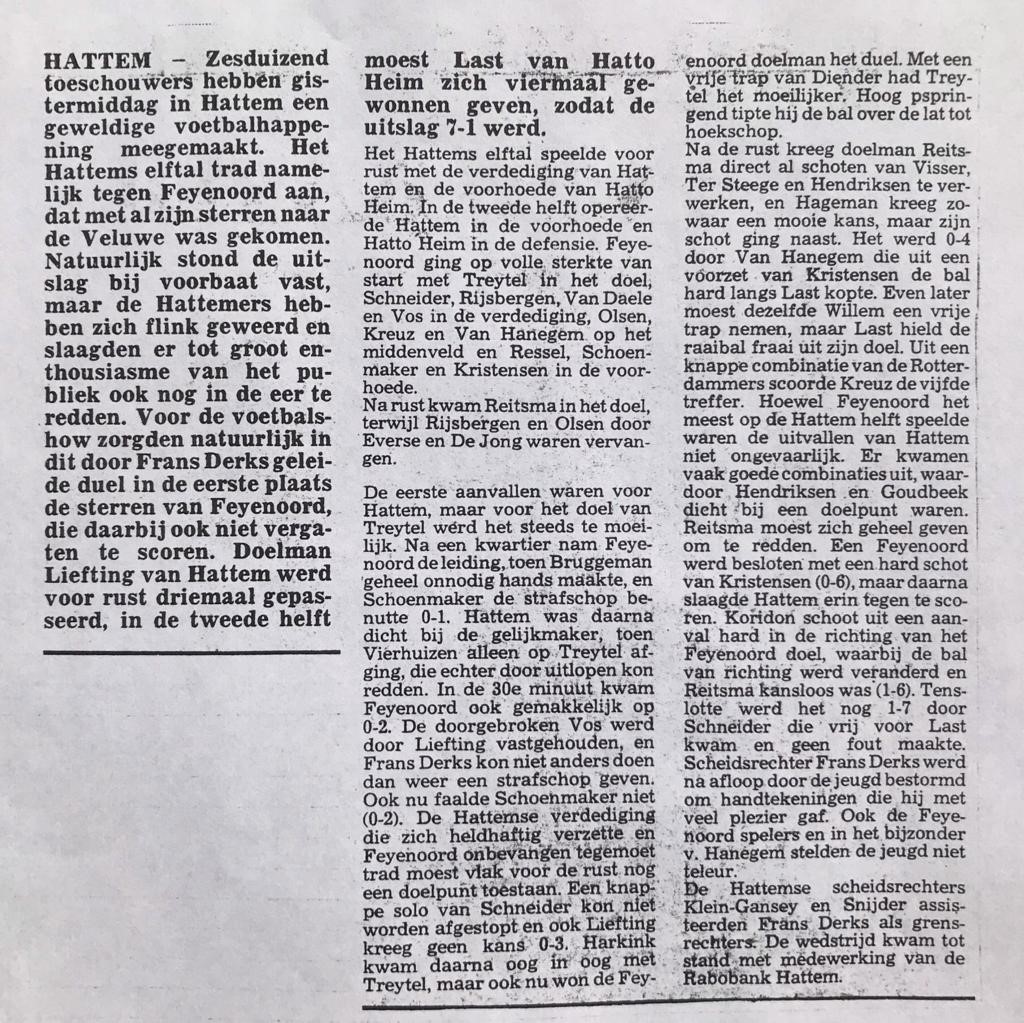 HATTEM – Zesduizend
toeschouwers hebben gis-
termiddag in Hattem een
geweldige voetbalhappe-
ning meegemaakt. Het
Hattems elftal trad name-
lijk tegen Feyenoord aan,
dat met al zijn sterren naar
de Veluwe was gekomen.
Natuurlijk stond de uit-
slag bij voorbaat vast,
maar de Hattemers heb-
ben zich flink geweerd en
slaagden er tot groot en-
thousiasme van het pu-
bliek ook nog in de eer te
redden. Voor de voetbals-
how zorgden natuurlijk in
dit door Frans Derks gelei-
de duel in de eerste plaats
de sterren van Feyenoord,
die daarbij ook niet verga-
ten te scoren. Doelman
Liefting van Hattem werd
voor rust driemaal gepas-
seerd, in de tweede helft
moest Last van Hatto
Heim zich viermaal ge-
wonnen geven, zodat de
uitslag 7-1 werd.
Het Hattems elftal speelde voor
rust met de verdediging van Hat-
tem en de voorhoede van Hatto
Heim. In de tweede helft opereer-
de Hattem in de voorhoede en
Hatto Heim in de defensie. Feye-
noord ging op volle sterkte van
start met Treytel in het doel,
Schneider, Rijsbergen, Van Daele
en Vos in de verdediging, Olsen,
Kreuz en Van Hanegem op het
middenveld en Ressel, Schoen-
maker en Kristensen in de voor-
hoede.
Na rust kwam Reitsma in het doel,
terwijl Rijsbergen en Olsen door
Everse en De Jong waren vervan-
gen.
De eerste aanvallen waren voor
Hattem, maar voor het doel van
Treytel werd het steeds te moei-
lijk. Na een kwartier nam Feye-
noord de leiding, toen Bruggeman
geheel onnodig hands maakte, en
Schoenmaker de strafschop be-
nutte 0-1. Hattem was daarna
dicht bij de gelijkmaker, toen
Vierhuizen alleen op Treytel af-
ging, die echter door uitlopen kon
redden. In de 30e minuut kwam
Feyenoord ook gemakkelijk op
0-2. De doorgebroken Vos werd
door Liefting vastgehouden, en
Frans Derks kon niet anders doen
dan weer een strafschop geven.
Ook nu faalde Schoenmaker niet
(0-2). De Hattemse verdediging
die zich heldhaftig verzette en
Feyenoord onbevangen tegemoet
trad moest vlak voor de rust nog
een doelpunt toestaan. Een knap-
pe solo van Schneider kon niet
worden afgestopt en ook Liefting
kreeg geen kans 0-3. Harkink
kwam daarna oog in oog met
Treytel, maar ook nu won de Fey-
enoord doelman het duel. Met een
vrije trap van Diender had Trey-
tel het moeilijker. Hoog pspring-
gend tipte hij de bal over de lat tot
hoekschop.
Na de rust kreeg doelman Reits-
ma direct al schoten van Visser,
Ter Steege en Hendriksen te ver-
werken, en Hageman kreeg zo-
waar een mooie kans, maar zijn
schot ging naast. Het werd 0-4
door Van Hanegem die uit een
voorzet van Kristensen de bal
hard langs Last kopte. Even later
moest dezelfde Willem een vrije
trap nemen, maar Last hield de
raaibal fraai uit zijn doel. Uit een
knappe combinatie van de Rotter-
dammers scoorde Kreuz de vijfde
treffer. Hoewel Feyenoord het
meest op de Hattem helft speelde
waren de uitvallen van Hattem
niet ongevaarlijk. Er kwamen
vaak goede combinaties uit, waar-
door Hendriksen en Goudbeek
dicht bij een doelpunt waren.
Reitsma moest zich geheel geven
om te redden. Een Feyenoord
werd besloten met een hard schot
van Kristensen (0-6), maar daarna
slaagde Hattem erin tegen te sco-
ren. Koridon schoot uit een aan-
val hard in de richting van het
Feyenoord doel, waarbij de bal
van richting werd veranderd en
Reitsma kansloos was (1-6). Tens-
lotte werd het nog 1-7 door
Schneider die vrij voor Last
kwam en geen fout maakte.
Scheidsrechter Frans Derks werd
na afloop door de jeugd bestormd
om handtekeningen die hij met
veel plezier gaf. Ook de Feye-
noord spelers en in het bijzonder
v. Hanegem stelden de jeugd niet
teleur.
De Hattemse scheidsrechters
Klein-Gansey en Snijder assis-
teerden Frans Derks als grens-
rechters. De wedstrijd kwam tot
stand met medewerking van de
Rabobank Hattem.